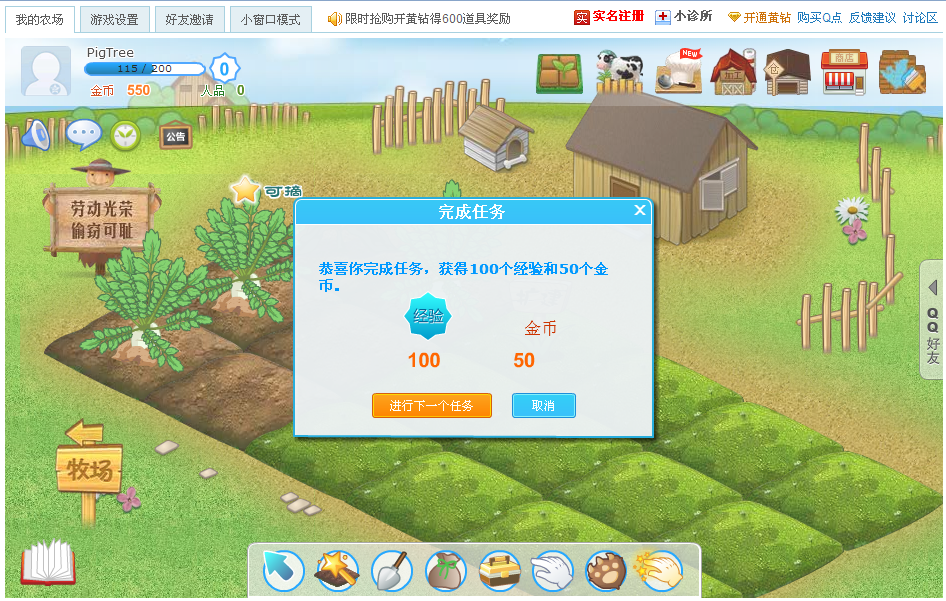 我的农场 游戏设置 好友邀请 小窗口模式 限时抢购开黄钻得600道具奖励 实名注册 小诊所 开通黄钻 购买Q点 反馈建议 讨论区
PigTree
115 / 200
0
金币 550 人品 0
NEW
加工
仓
商店
公告
劳动光荣
偷窃可耻
可摘
完成任务
恭喜你完成任务，获得100个经验和50个金
币。
经验
金币
100 50
进行下一个任务 取消
QQ好友
牧场